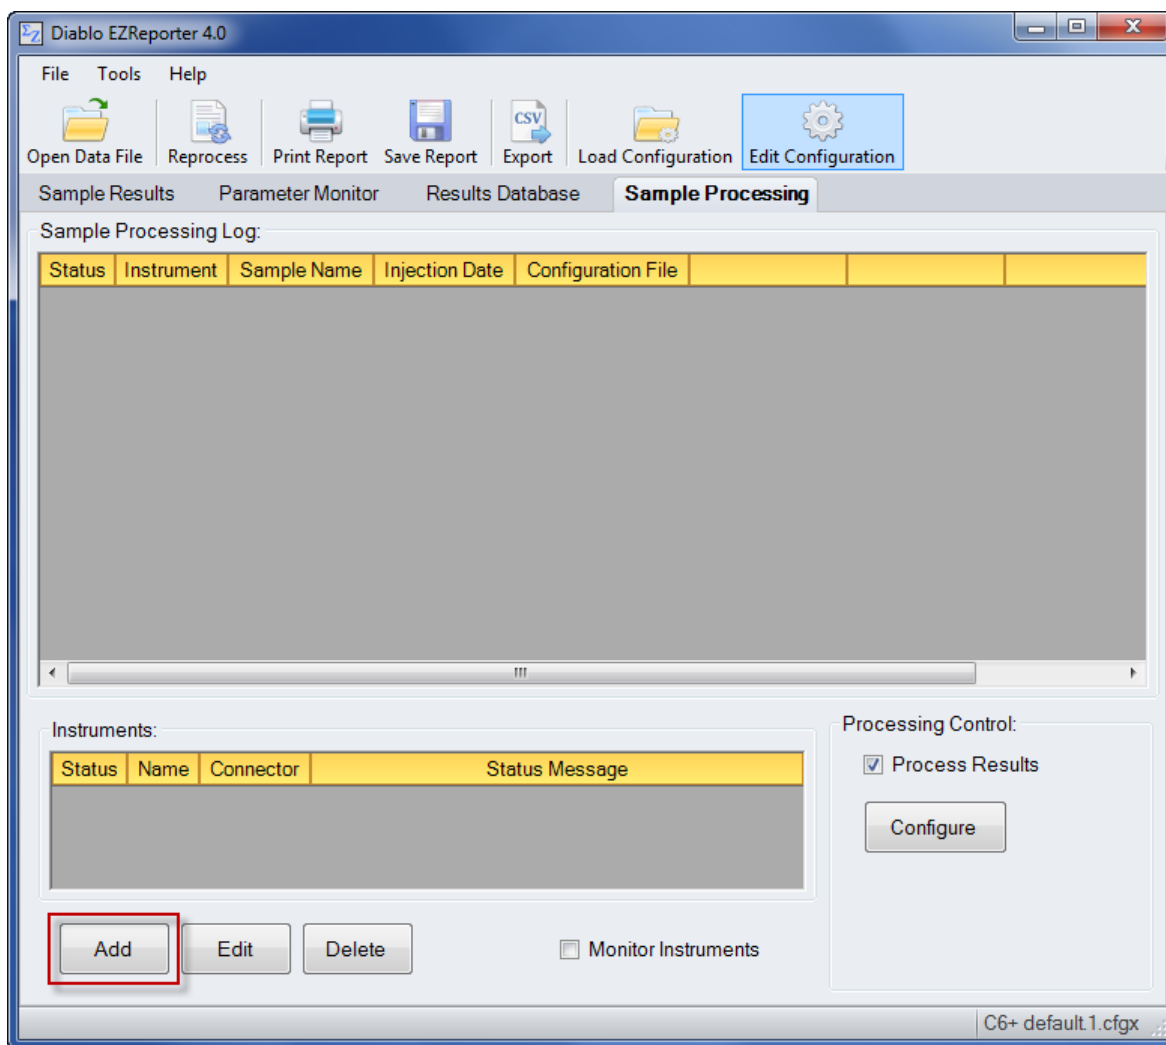 Diablo EZReporter 4.0
File Tools Help
CSV
Open Data File Reprocess Print Report Save Report Export Load Configuration Edit Configuration
Sample Results Parameter Monitor Results Database Sample Processing
Sample Processing Log:
Status Instrument Sample Name Injection Date Configuration File
Instruments:
Status Name Connector Status Message
Processing Control:
Process Results
Configure
Add Edit Delete Monitor Instruments
C6+ default.1.cfgx